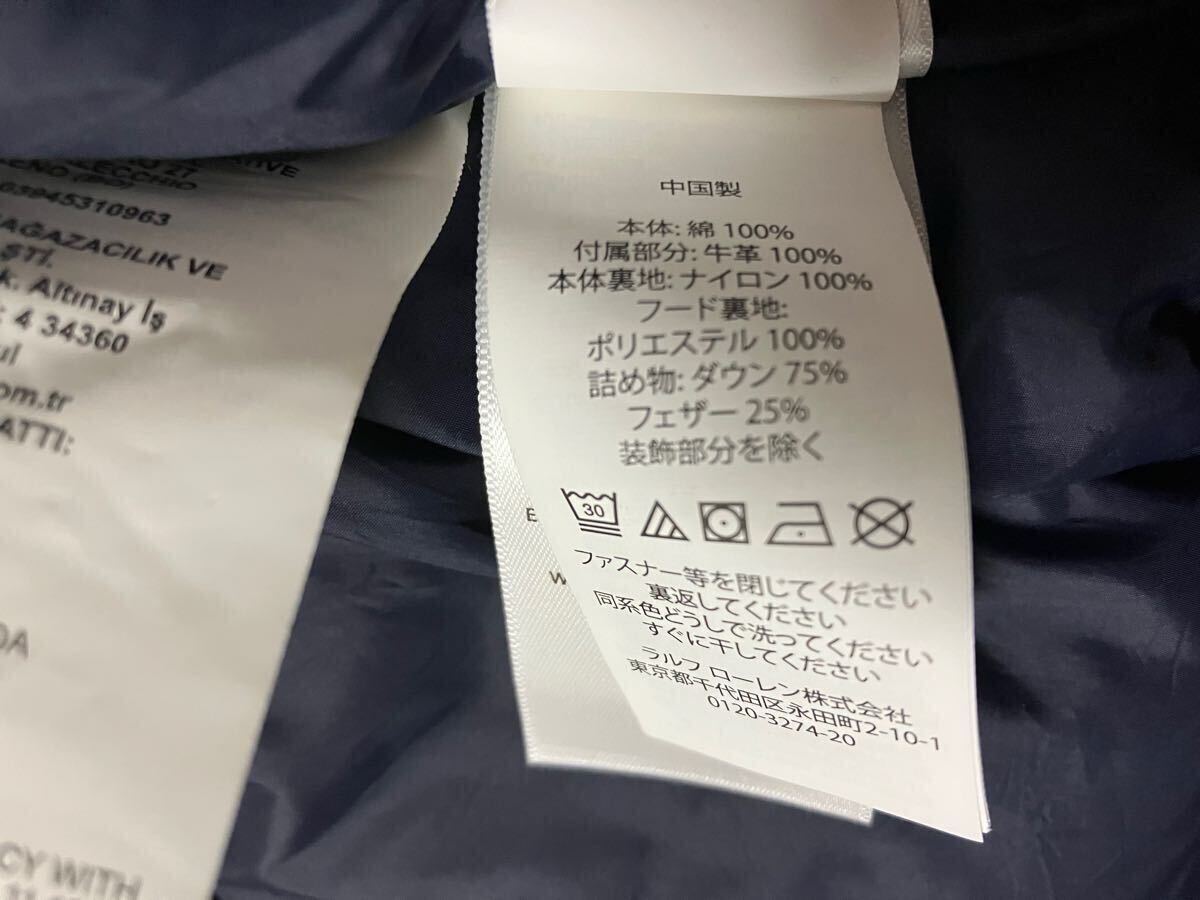 63945310963
AĞAZACILIK VE
ŞTİ.
k. Altınay İş
: 4 34360
ul
om.tr
ATTI:
DA
CY WITH
中国製
本体: 綿 100%
付属部分: 牛革 100%
本体裏地: ナイロン 100%
フード裏地:
ポリエステル 100%
詰め物: ダウン 75%
フェザー 25%
装飾部分を除く
30
ファスナー等を閉じてください
裏返してください
同系色どうしで洗ってください
すぐに干してください
ラルフ ローレン株式会社
東京都千代田区永田町2-10-1
0120-3274-20
E
W